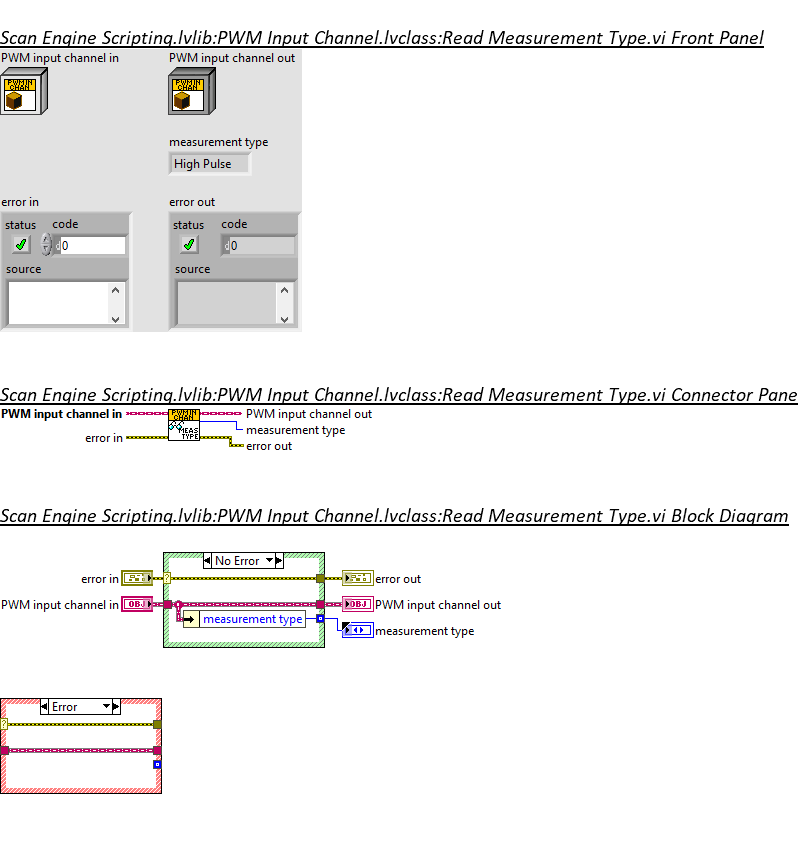 Scan Engine Scripting.lvlib:PWM Input Channel.lvclass:Read Measurement Type.vi Front Panel
PWM input channel in
PWM input channel out
PWMIN
CHAN
PWMIN
CHAN
measurement type
High Pulse
error in
error out
status code
status code
d 0
d 0
source
source
Scan Engine Scripting.lvlib:PWM Input Channel.lvclass:Read Measurement Type.vi Connector Pane
PWM input channel in
PWMIN
CHAN
PWM input channel out
MEAS
TYPE
measurement type
error in
error out
Scan Engine Scripting.lvlib:PWM Input Channel.lvclass:Read Measurement Type.vi Block Diagram
No Error
error in
?
error out
PWM input channel in
OBJ
OBJ
PWM input channel out
measurement type
measurement type
Error
?